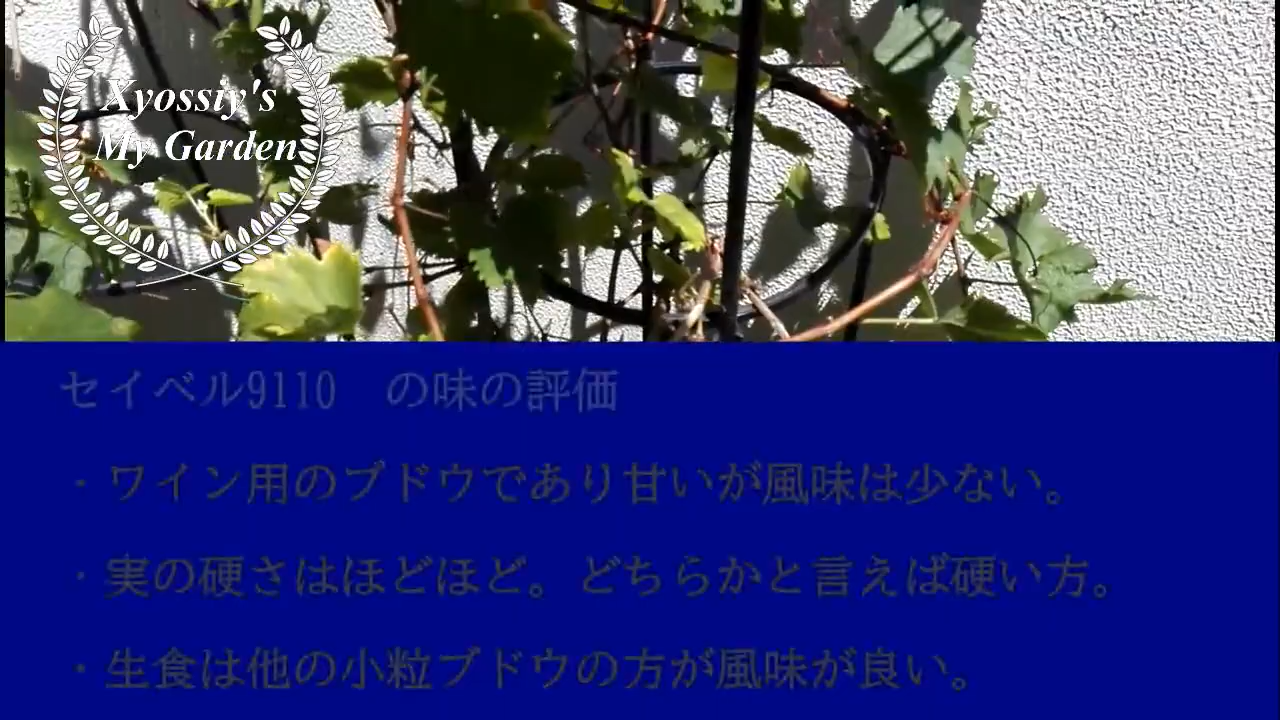 Xyossiy's
My Garden
セイベル9110　の味の評価
・ワイン用のブドウであり甘いが風味は少ない。
・実の硬さはほどほど。どちらかと言えば硬い方。
・生食は他の小粒ブドウの方が風味が良い。